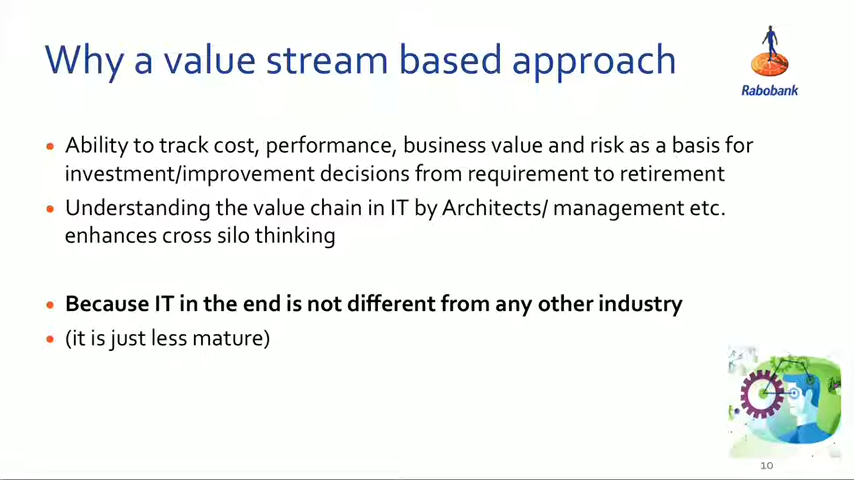 Why a value stream based approach
Rabobank
• Ability to track cost, performance, business value and risk as a basis for
investment/improvement decisions from requirement to retirement
• Understanding the value chain in IT by Architects/ management etc.
enhances cross silo thinking
• Because IT in the end is not different from any other industry
• (it is just less mature)
10